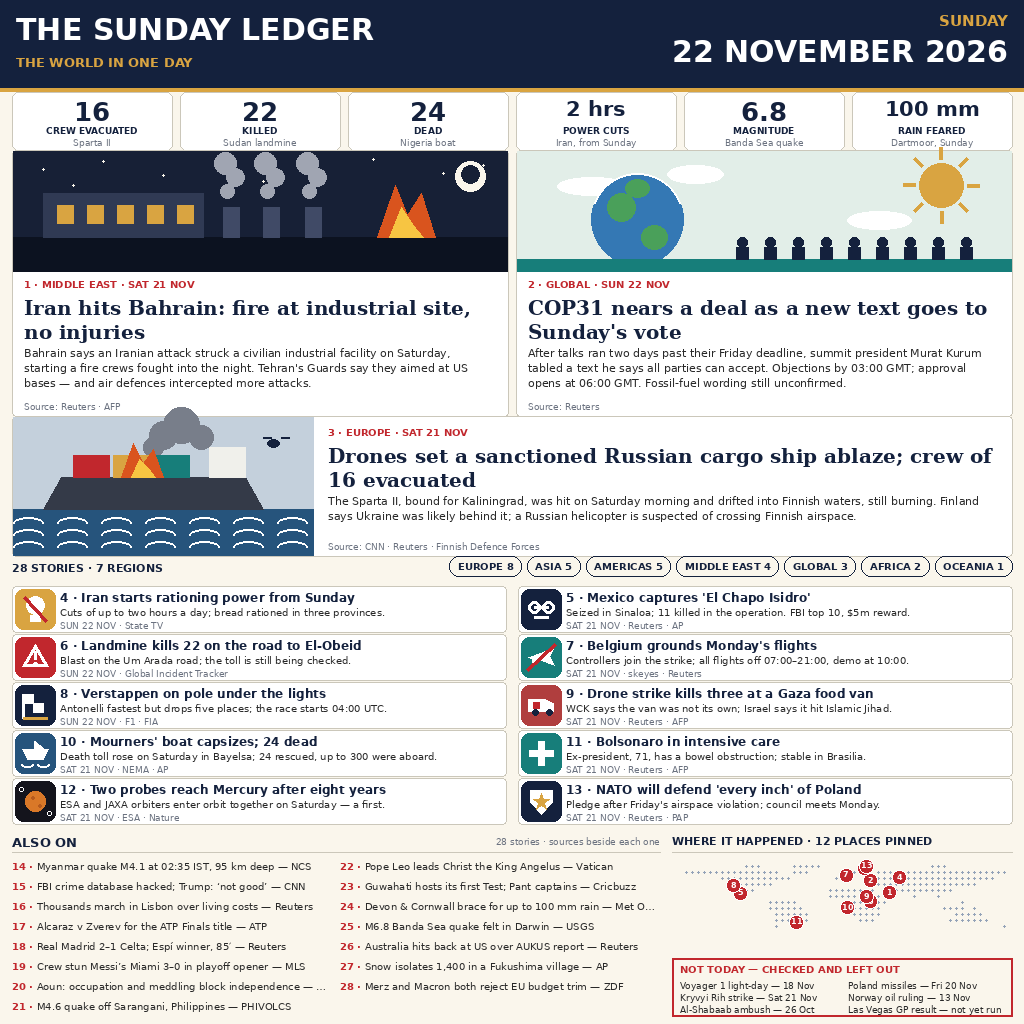 THE SUNDAY LEDGER
THE WORLD IN ONE DAY
SUNDAY
22 NOVEMBER 2026
16
CREW EVACUATED
Sparta II
22
KILLED
Sudan landmine
24
DEAD
Nigeria boat
2 hrs
POWER CUTS
Iran, from Sunday
6.8
MAGNITUDE
Banda Sea quake
100 mm
RAIN FEARED
Dartmoor, Sunday
1 · MIDDLE EAST · SAT 21 NOV
Iran hits Bahrain: fire at industrial site,
no injuries
Bahrain says an Iranian attack struck a civilian industrial facility on Saturday,
starting a fire crews fought into the night. Tehran's Guards say they aimed at US
bases — and air defences intercepted more attacks.
Source: Reuters · AFP
2 · GLOBAL · SUN 22 NOV
COP31 nears a deal as a new text goes to
Sunday's vote
After talks ran two days past their Friday deadline, summit president Murat Kurum
tabled a text he says all parties can accept. Objections by 03:00 GMT; approval
opens at 06:00 GMT. Fossil-fuel wording still unconfirmed.
Source: Reuters
3 · EUROPE · SAT 21 NOV
Drones set a sanctioned Russian cargo ship ablaze; crew of
16 evacuated
The Sparta II, bound for Kaliningrad, was hit on Saturday morning and drifted into Finnish waters, still burning. Finland
says Ukraine was likely behind it; a Russian helicopter is suspected of crossing Finnish airspace.
Source: CNN · Reuters · Finnish Defence Forces
28 STORIES · 7 REGIONS
EUROPE 8
ASIA 5
AMERICAS 5
MIDDLE EAST 4
GLOBAL 3
AFRICA 2
OCEANIA 1
4 · Iran starts rationing power from Sunday
Cuts of up to two hours a day; bread rationed in three provinces.
SUN 22 NOV · State TV
5 · Mexico captures 'El Chapo Isidro'
Seized in Sinaloa; 11 killed in the operation. FBI top 10, $5m reward.
SAT 21 NOV · Reuters · AP
6 · Landmine kills 22 on the road to El-Obeid
Blast on the Um Arada road; the toll is still being checked.
SUN 22 NOV · Global Incident Tracker
7 · Belgium grounds Monday's flights
Controllers join the strike; all flights off 07:00–21:00, demo at 10:00.
SAT 21 NOV · skeyes · Reuters
8 · Verstappen on pole under the lights
Antonelli fastest but drops five places; the race starts 04:00 UTC.
SUN 22 NOV · F1 · FIA
9 · Drone strike kills three at a Gaza food van
WCK says the van was not its own; Israel says it hit Islamic Jihad.
SAT 21 NOV · Reuters · AFP
10 · Mourners' boat capsizes; 24 dead
Death toll rose on Saturday in Bayelsa; 24 rescued, up to 300 were aboard.
SAT 21 NOV · NEMA · AP
11 · Bolsonaro in intensive care
Ex-president, 71, has a bowel obstruction; stable in Brasilia.
SAT 21 NOV · Reuters · AFP
12 · Two probes reach Mercury after eight years
ESA and JAXA orbiters enter orbit together on Saturday — a first.
SAT 21 NOV · ESA · Nature
13 · NATO will defend 'every inch' of Poland
Pledge after Friday's airspace violation; council meets Monday.
SAT 21 NOV · Reuters · PAP
ALSO ON
28 stories · sources beside each one
14 · Myanmar quake M4.1 at 02:35 IST, 95 km deep — NCS
15 · FBI crime database hacked; Trump: ‘not good’ — CNN
16 · Thousands march in Lisbon over living costs — Reuters
17 · Alcaraz v Zverev for the ATP Finals title — ATP
18 · Real Madrid 2–1 Celta; Espí winner, 85′ — Reuters
19 · Crew stun Messi’s Miami 3–0 in playoff opener — MLS
20 · Aoun: occupation and meddling block independence — ...
21 · M4.6 quake off Sarangani, Philippines — PHIVOLCS
22 · Pope Leo leads Christ the King Angelus — Vatican
23 · Guwahati hosts its first Test; Pant captains — Cricbuzz
24 · Devon & Cornwall brace for up to 100 mm rain — Met O...
25 · M6.8 Banda Sea quake felt in Darwin — USGS
26 · Australia hits back at US over AUKUS report — Reuters
27 · Snow isolates 1,400 in a Fukushima village — AP
28 · Merz and Macron both reject EU budget trim — ZDF
WHERE IT HAPPENED · 12 PLACES PINNED
13
7
2
4
8
5
9
1
10
11
NOT TODAY — CHECKED AND LEFT OUT
Voyager 1 light-day — 18 Nov
Kryvyi Rih strike — Sat 21 Nov
Al-Shabaab ambush — 26 Oct
Poland missiles — Fri 20 Nov
Norway oil ruling — 13 Nov
Las Vegas GP result — not yet run